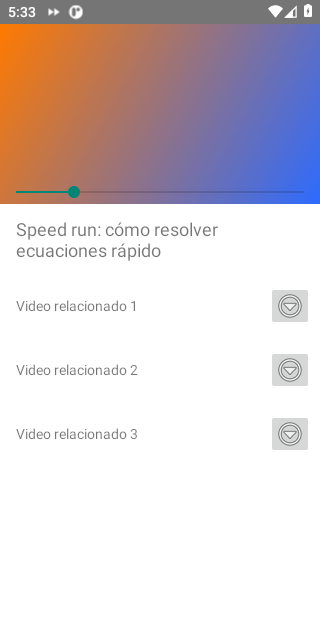 5:33
Speed run: cómo resolver
ecuaciones rápido
Video relacionado 1
Video relacionado 2
Video relacionado 3